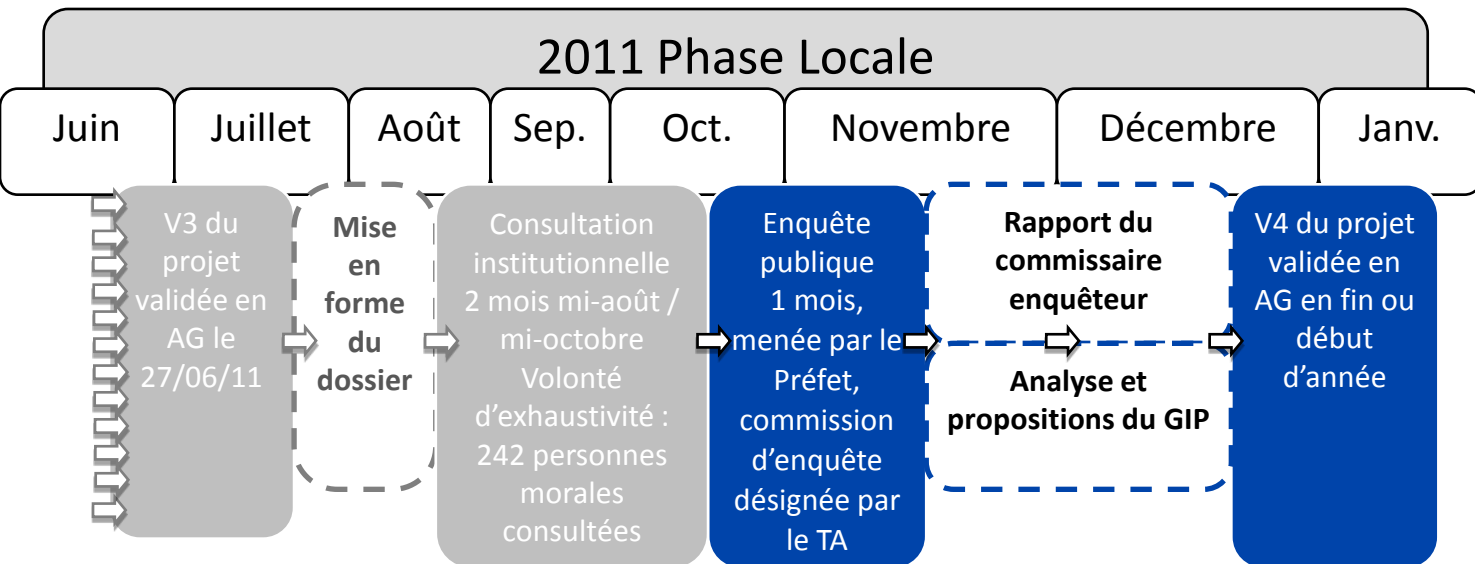 2011 Phase Locale
Juin
Juillet
Août
Sep.
Oct.
Novembre
Décembre
Janv.
V3 du
projet
validée en
AG le
27/06/11
Mise
en
forme
du
dossier
Consultation
institutionnelle
2 mois mi-août /
mi-octobre
Volonté
d’exhaustivité :
242 personnes
morales
consultées
Enquête
publique
1 mois,
menée par le
Préfet,
commission
d’enquête
désignée par
le TA
Rapport du
commissaire
enquêteur
Analyse et
propositions du GIP
V4 du projet
validée en
AG en fin ou
début
d’année